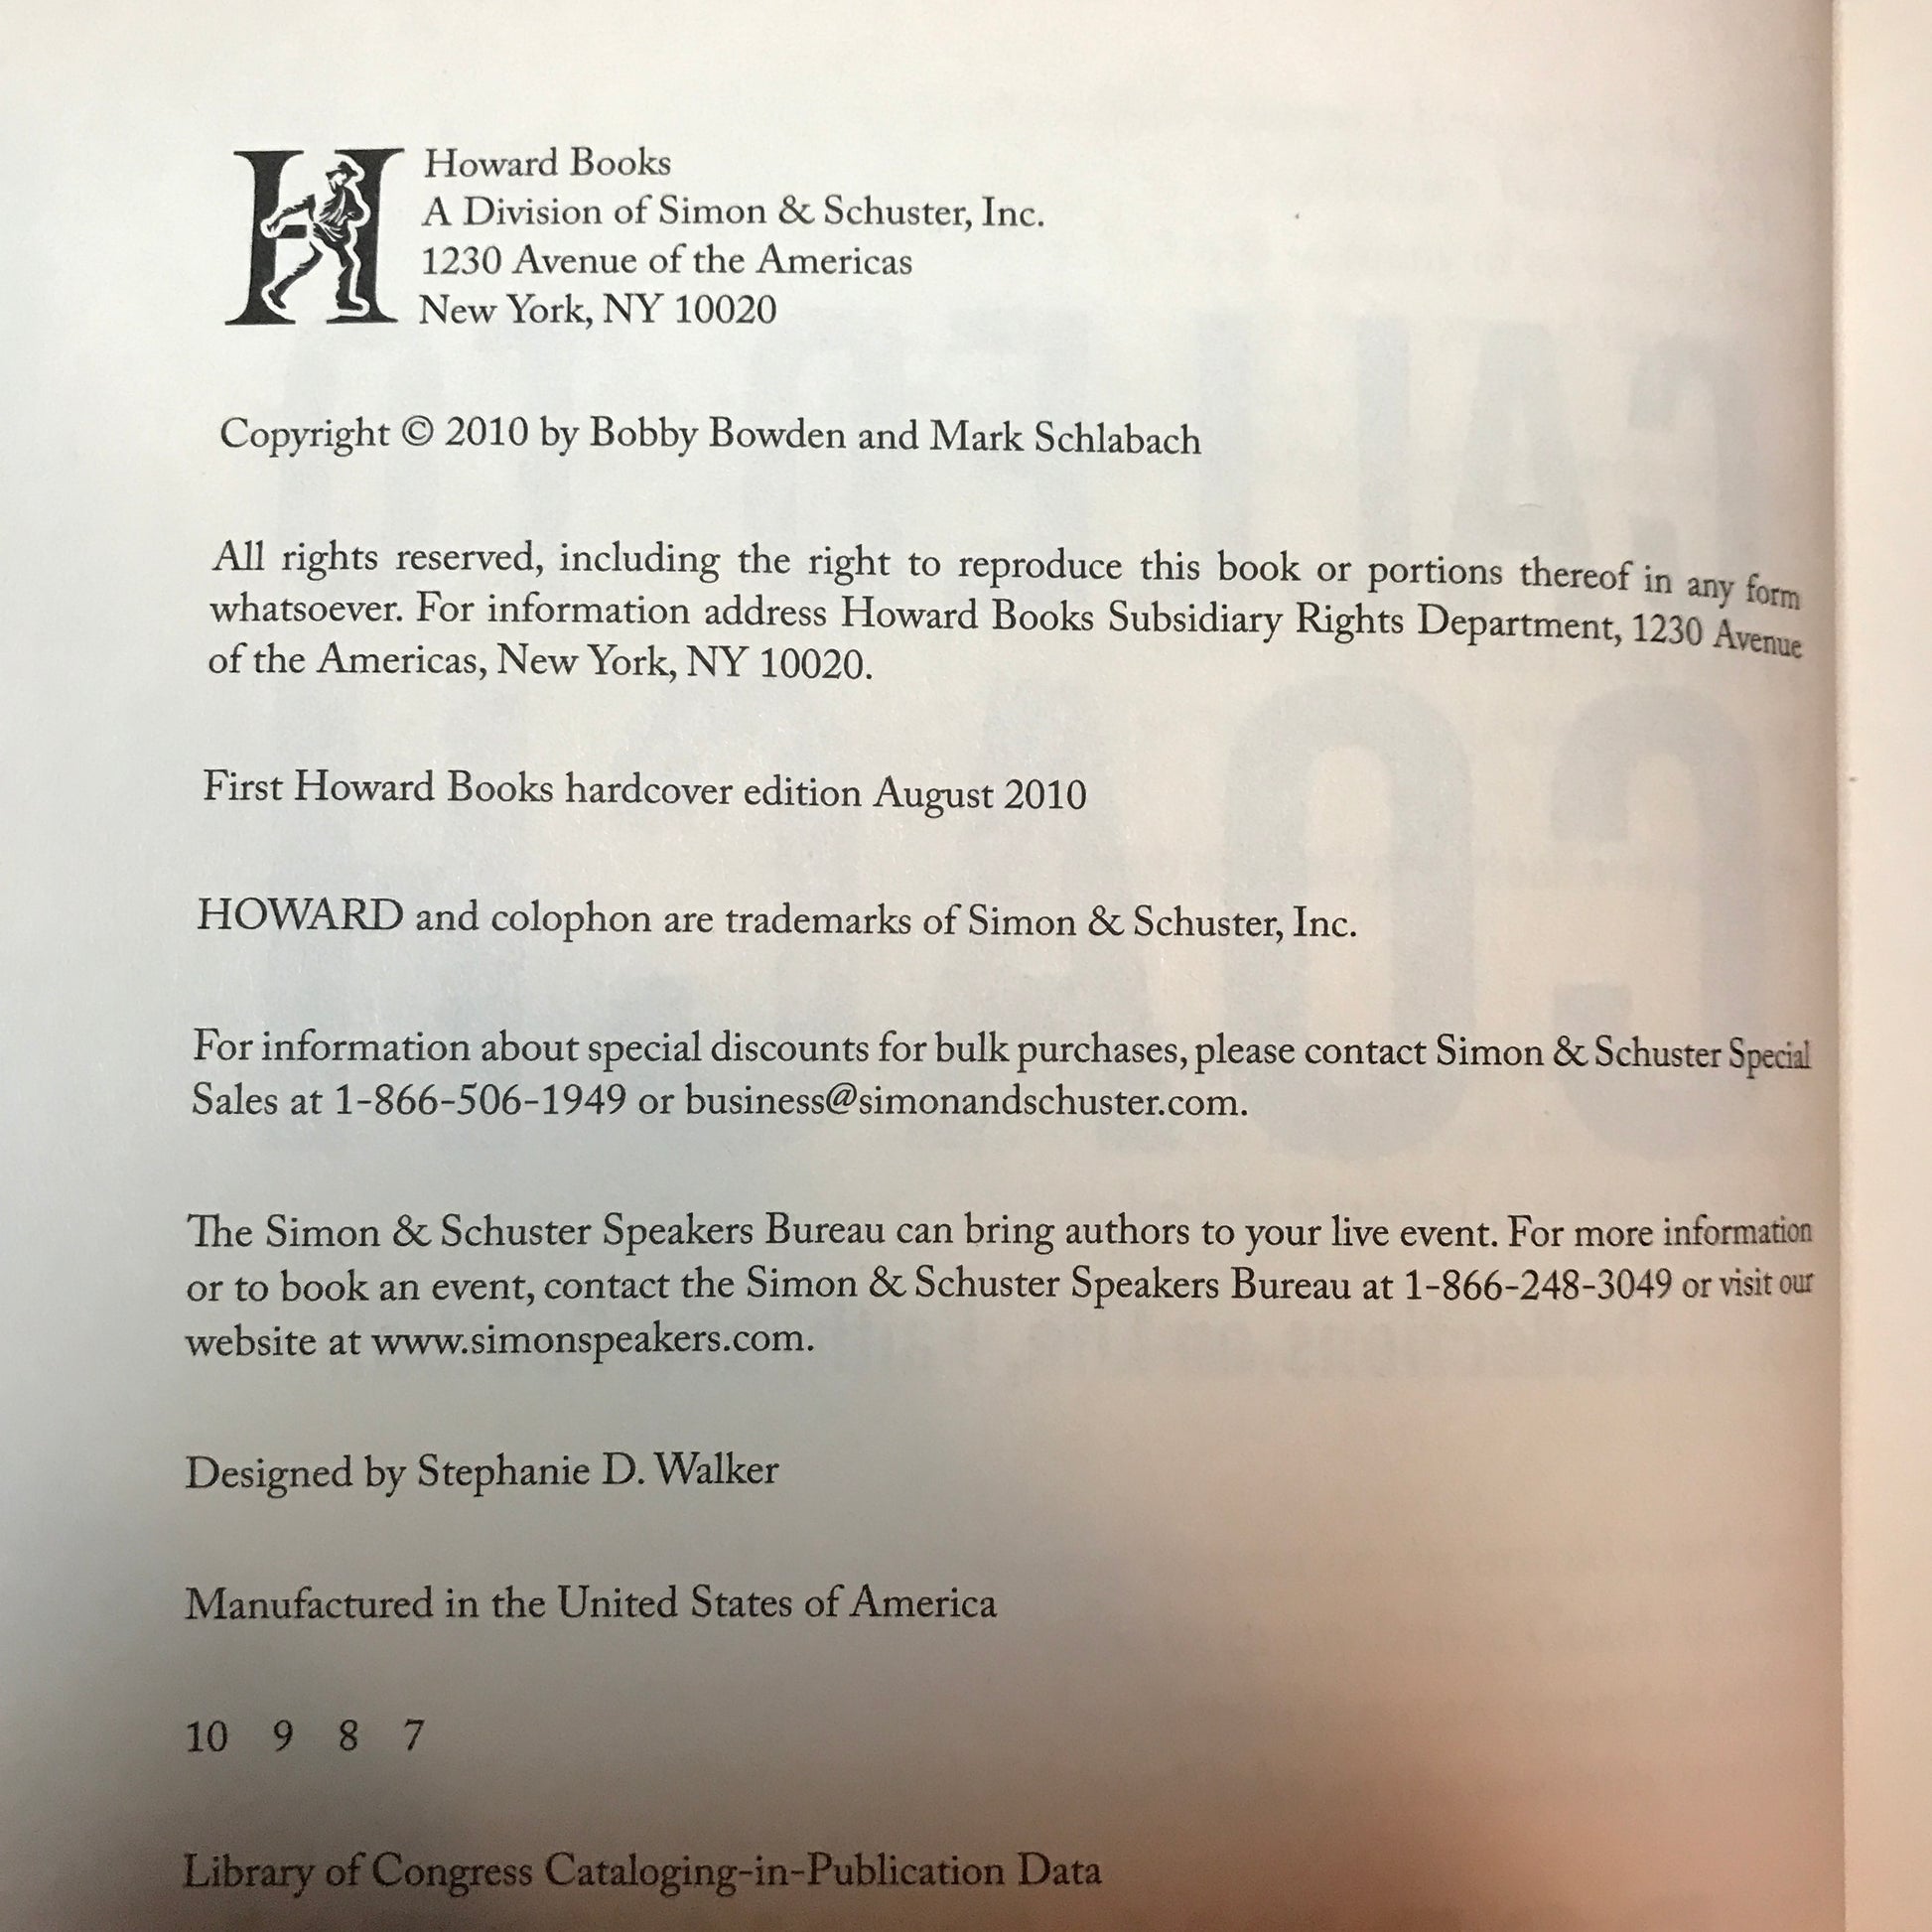 H
Howard Books
A Division of Simon & Schuster, Inc.
1230 Avenue of the Americas
New York, NY 10020
Copyright © 2010 by Bobby Bowden and Mark Schlabach
All rights reserved, including the right to reproduce this book or portions thereof in any form
whatsoever. For information address Howard Books Subsidiary Rights Department, 1230 Avenue
of the Americas, New York, NY 10020.
First Howard Books hardcover edition August 2010
HOWARD and colophon are trademarks of Simon & Schuster, Inc.
For information about special discounts for bulk purchases, please contact Simon & Schuster Special
Sales at 1-866-506-1949 or business@simonandschuster.com.
The Simon & Schuster Speakers Bureau can bring authors to your live event. For more information
or to book an event, contact the Simon & Schuster Speakers Bureau at 1-866-248-3049 or visit our
website at www.simonspeakers.com.
Designed by Stephanie D. Walker
Manufactured in the United States of America
10 9 8 7
Library of Congress Cataloging-in-Publication Data